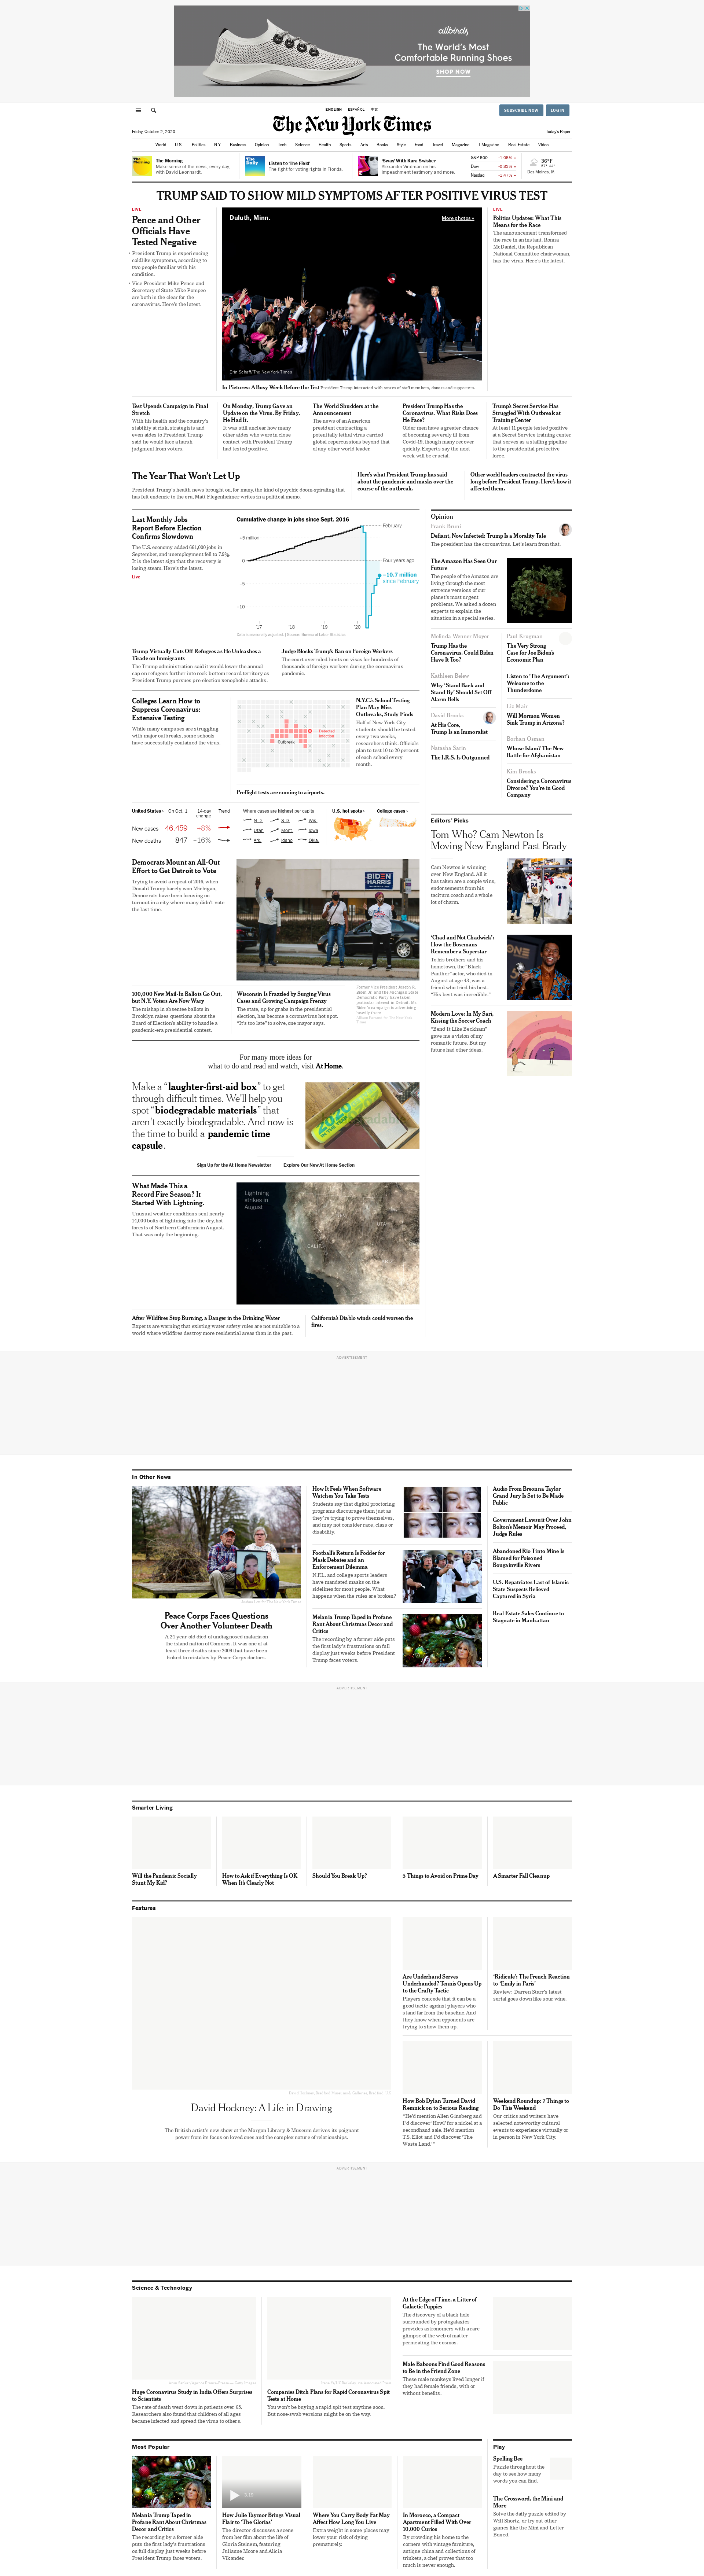 allbirds
The World's Most
Comfortable Running Shoes
SHOP NOW
ENGLISH ESPAÑOL 中文
SUBSCRIBE NOW LOG IN
The New York Times
Friday, October 2, 2020
Today's Paper
World U.S. Politics N.Y. Business Opinion Tech Science Health Sports Arts Books Style Food Travel Magazine T Magazine Real Estate Video
The Morning
Make sense of the news, every day,
with David Leonhardt.
Listen to 'The Field'
The fight for voting rights in Florida.
'Sway' With Kara Swisher
Alexander Vindman on his
impeachment testimony and more.
S&P 500
Dow
Nasdaq
Des Moines, IA
TRUMP SAID TO SHOW MILD SYMPTOMS AFTER POSITIVE VIRUS TEST
LIVE
Pence and Other
Officials Have
Tested Negative
President Trump is experiencing
coldlike symptoms, according to
two people familiar with his
condition.
Vice President Mike Pence and
Secretary of State Mike Pompeo
are both in the clear for the
coronavirus. Here's the latest.
Duluth, Minn.
More photos »
Erin Schaff/The New York Times
In Pictures: A Busy Week Before the Test President Trump interacted with scores of staff members, donors and supporters.
LIVE
Politics Updates: What This
Means for the Race
The announcement transformed
the race in an instant. Ronna
McDaniel, the Republican
National Committee chairwoman,
has the virus. Here's the latest.
Test Upends Campaign in Final
Stretch
With his health and the country's
stability at risk, strategists and
even aides to President Trump
said he would face a harsh
judgment from voters.
On Monday, Trump Gave an
Update on the Virus. By Friday,
He Had It.
It was still unclear how many
other aides who were in close
contact with President Trump
had tested positive.
The World Shudders at the
Announcement
The news of an American
president contracting a
potentially lethal virus carried
global repercussions beyond that
of any other world leader
President Trump Has the
Coronavirus. What Risks Does
He Face?
Older men have a greater chance
of becoming severely ill from
Covid-19, though many recover
quickly. Experts say the next
week will be crucial.
Trump's Secret Service Has
Struggled With Outbreak at
Training Center
At least 11 people tested positive
at a Secret Service training center
that serves as a staffing pipeline
to the presidential protective
force.
The Year That Won't Let Up
President Trump's health news brought, for many, the kind of psychic doom-spiraling that
has felt endemic to the era, Matt Flegenheimer writes in a political memo.
Here's what President Trump has said
about the pandemic and masks over the
course of the outbreak.
Other world leaders contracted the virus
long before President Trump. Here's how it
affected them.
Last Monthly Jobs
Report Before Election
Confirms Slowdown
The U.S. economy added 661,000 jobs in
September, and unemployment fell to 7.9%.
It is the latest sign that the recovery is
losing steam. Here's the latest.
Live
Cumulative change in jobs since Sept. 2016
February
+5 million
0
Four years ago
−10.7 million
since February
−5
−10
'17 '18 '19 '20
Data is seasonally adjusted. | Source: Bureau of Labor Statistics
Trump Virtually Cuts Off Refugees as He Unleashes a
Tirade on Immigrants
The Trump administration said it would lower the annual
cap on refugees further into rock-bottom record territory as
President Trump pursues pre-election xenophobic attacks.
Judge Blocks Trump's Ban on Foreign Workers
The court overruled limits on visas for hundreds of
thousands of foreign workers during the coronavirus
pandemic.
Colleges Learn How to
Suppress Coronavirus:
Extensive Testing
While many campuses are struggling
with major outbreaks, some schools
have successfully contained the virus.
Outbreak
Undetected
infection
N.Y.C.'s School Testing
Plan May Miss
Outbreaks, Study Finds
Half of New York City
students should be tested
every two weeks,
researchers think. Officials
plan to test 10 to 20 percent
of each school every
month.
Preflight tests are coming to airports.
United States › On Oct. 1 14-day
change Trend
New cases 46,459 +8%
New deaths 847 −16%
Where cases are highest per capita
N.D. S.D. Wis.
Utah Mont. Iowa
Ark. Idaho Okla.
U.S. hot spots ›
College cases ›
Democrats Mount an All-Out
Effort to Get Detroit to Vote
Trying to avoid a repeat of 2016, when
Donald Trump barely won Michigan,
Democrats have been focusing on
turnout in a city where many didn't vote
the last time.
BIDEN
HARRIS
Former Vice President Joseph R.
Biden Jr. and the Michigan State
Democratic Party have taken
particular interest in Detroit.
100,000 New Mail-In Ballots Go Out,
but N.Y. Voters Are Now Wary
The mishap in absentee ballots in
Brooklyn raises questions about the
Board of Election's ability to handle a
pandemic-era presidential contest.
Wisconsin Is Frazzled by Surging Virus
Cases and Growing Campaign Frenzy
The state, up for grabs in the presidential
election, has become a coronavirus hot spot.
"It's too late" to solve, one mayor says.
For many more ideas for
what to do and read and watch, visit At Home.
Make a "laughter-first-aid box" to get
through difficult times. We'll help you
spot "biodegradable materials" that
aren't exactly biodegradable. And now is
the time to build a pandemic time
capsule.
Sign Up for the At Home Newsletter Explore Our New At Home Section
What Made This a
Record Fire Season? It
Started With Lightning.
Unusual weather conditions sent nearly
14,000 bolts of lightning into the dry, hot
forests of Northern California in August.
That was only the beginning.
Lightning
strikes in
August
CALIF.
After Wildfires Stop Burning, a Danger in the Drinking Water
Experts are warning that existing water safety rules are not suitable to a
world where wildfires destroy more residential areas than in the past.
California's Diablo winds could worsen the
fires.
Opinion
Frank Bruni
Defiant, Now Infected: Trump Is a Morality Tale
The president has the coronavirus. Let's learn from that.
The Amazon Has Seen Our
Future
The people of the Amazon are
living through the most
extreme versions of our
planet's most urgent
problems. We asked a dozen
experts to explain the
situation in a special series.
Melinda Wenner Moyer
Trump Has the
Coronavirus. Could Biden
Have It Too?
Kathleen Belew
Why 'Stand Back and
Stand By' Should Set Off
Alarm Bells
David Brooks
At His Core,
Trump Is an Immoralist
Natasha Sarin
The I.R.S. Is Outgunned
Paul Krugman
The Very Strong
Case for Joe Biden's
Economic Plan
Listen to 'The Argument':
Welcome to the
Thunderdome
Liz Mair
Will Mormon Women
Sink Trump in Arizona?
Borhan Osman
Whose Islam? The New
Battle for Afghanistan
Kim Brooks
Considering a Coronavirus
Divorce? You're in Good
Company
Editors' Picks
Tom Who? Cam Newton Is
Moving New England Past Brady
Cam Newton is winning
over New England. All it
has taken are a couple wins,
endorsements from his
taciturn coach and a whole
lot of charm.
'Chad and Not Chadwick':
How the Bosemans
Remember a Superstar
To his brothers and his
hometown, the "Black
Panther" actor, who died in
August at age 43, was a
friend who tried his best.
"His best was incredible."
Modern Love: In My Sari,
Kissing the Soccer Coach
"Bend It Like Beckham"
gave me a vision of my
romantic future. But my
future had other ideas.
ADVERTISEMENT
In Other News
Peace Corps Faces Questions
Over Another Volunteer Death
A 24-year-old died of undiagnosed malaria on
the island nation of Comoros. It was one of at
least three deaths since 2009 that have been
linked to mistakes by Peace Corps doctors.
How It Feels When Software
Watches You Take Tests
Students say that digital proctoring
programs discourage them just as
they're trying to prove themselves,
and may not consider race, class or
disability.
Football's Return Is Fodder for
Mask Debates and an
Enforcement Dilemma
N.F.L. and college sports leaders
have mandated masks on the
sidelines for most people. What
happens when the rules are broken?
Melania Trump Taped in Profane
Rant About Christmas Decor and
Critics
The recording by a former aide puts
the first lady's frustrations on full
display just weeks before President
Trump faces voters.
Audio From Breonna Taylor
Grand Jury Is Set to Be Made
Public
Government Lawsuit Over John
Bolton's Memoir May Proceed,
Judge Rules
Abandoned Rio Tinto Mine Is
Blamed for Poisoned
Bougainville Rivers
U.S. Repatriates Last of Islamic
State Suspects Believed
Captured in Syria
Real Estate Sales Continue to
Stagnate in Manhattan
ADVERTISEMENT
Smarter Living
Will the Pandemic Socially
Stunt My Kid?
How to Ask if Everything Is OK
When It's Clearly Not
Should You Break Up?
5 Things to Avoid on Prime Day
A Smarter Fall Cleanup
Features
David Hockney: A Life in Drawing
The British artist's new show at the Morgan Library & Museum derives its poignant
power from its focus on loved ones and the complex nature of relationships.
Are Underhand Serves
Underhanded? Tennis Opens Up
to the Crafty Tactic
Players concede that it can be a
good tactic against players who
stand far from the baseline. And
they know when opponents are
trying to show them up.
'Ridicule': The French Reaction
to 'Emily in Paris'
Review: Darren Starr's latest
serial goes down like sour wine.
How Bob Dylan Turned David
Remnick on to Serious Reading
"He'd mention Allen Ginsberg and
I'd discover 'Howl' for a nickel at a
secondhand sale. He'd mention
T.S. Eliot and I'd discover 'The
Waste Land.'"
Weekend Roundup: 7 Things to
Do This Weekend
Our critics and writers have
selected noteworthy cultural
events to experience virtually or
in person in New York City.
ADVERTISEMENT
Science & Technology
Huge Coronavirus Study in India Offers Surprises
to Scientists
The rate of death went down in patients over 65.
Researchers also found that children of all ages
became infected and spread the virus to others.
Companies Ditch Plans for Rapid Coronavirus Spit
Tests at Home
You won't be buying a rapid spit test anytime soon.
But nose-swab versions might be on the way.
At the Edge of Time, a Litter of
Galactic Puppies
The discovery of a black hole
surrounded by protogalaxies
provides astronomers with a rare
glimpse of the web of matter
permeating the cosmos.
Male Baboons Find Good Reasons
to Be in the Friend Zone
These male monkeys lived longer if
they had female friends, with or
without benefits.
Most Popular
Melania Trump Taped in
Profane Rant About Christmas
Decor and Critics
The recording by a former aide
puts the first lady's frustrations
on full display just weeks before
President Trump faces voters.
How Julie Taymor Brings Visual
Flair to 'The Glorias'
The director discusses a scene
from her film about the life of
Gloria Steinem, featuring
Julianne Moore and Alicia
Vikander.
Where You Carry Body Fat May
Affect How Long You Live
Extra weight in some places may
lower your risk of dying
prematurely.
In Morocco, a Compact
Apartment Filled With Over
10,000 Curios
By crowding his home to the
corners with vintage furniture,
antique china and collections of
trinkets, a chef proves that too
much is never enough.
Play
Spelling Bee
Puzzle throughout the
day to see how many
words you can find.
The Crossword, the Mini and
More
Solve the daily puzzle edited by
Will Shortz, or try out other
games like the Mini and Letter
Boxed.